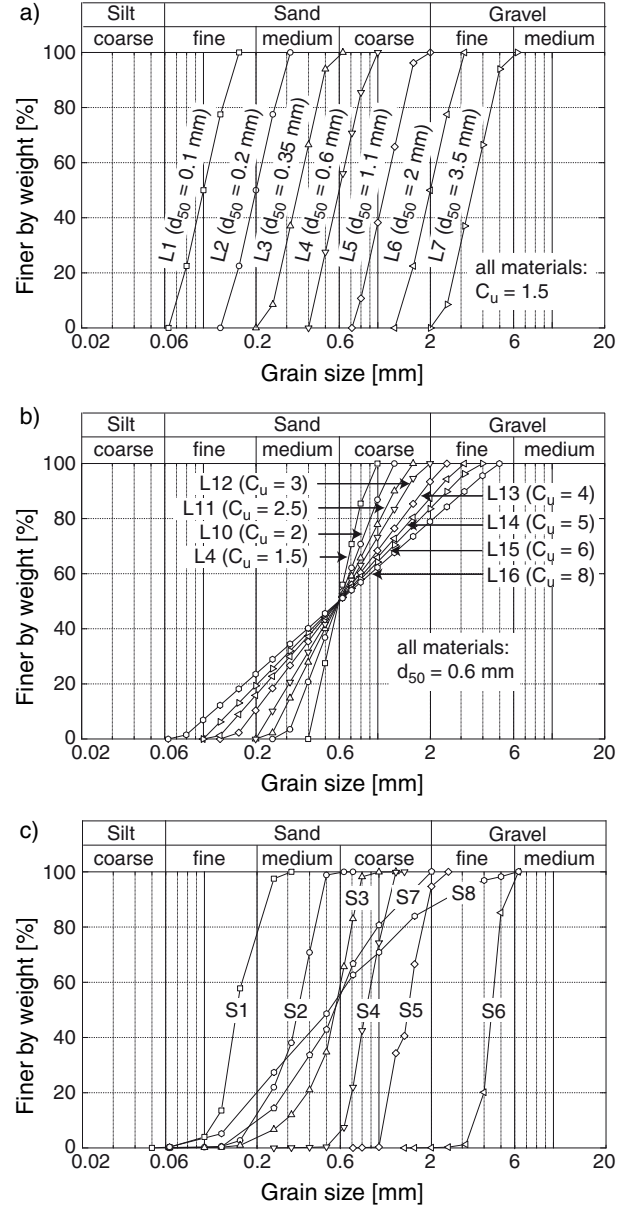 a)
Silt Sand Gravel
coarse fine medium coarse fine medium
Finer by weight [%]
100
80
60
40
20
0
L1 (d50 = 0.1 mm)
L2 (d50 = 0.2 mm)
L3 (d50 = 0.35 mm)
L4 (d50 = 0.6 mm)
L5 (d50 = 1.1 mm)
L6 (d50 = 2 mm)
L7 (d50 = 3.5 mm)
all materials:
Cu = 1.5
0.02 0.06 0.2 0.6 2 6 20
Grain size [mm]
b)
Silt Sand Gravel
coarse fine medium coarse fine medium
Finer by weight [%]
100
80
60
40
20
0
L12 (Cu = 3)
L11 (Cu = 2.5)
L10 (Cu = 2)
L4 (Cu = 1.5)
L13 (Cu = 4)
L14 (Cu = 5)
L15 (Cu = 6)
L16 (Cu = 8)
all materials:
d50 = 0.6 mm
0.02 0.06 0.2 0.6 2 6 20
Grain size [mm]
c)
Silt Sand Gravel
coarse fine medium coarse fine medium
Finer by weight [%]
100
80
60
40
20
0
S3 S7 S8
S1 S2 S4 S5 S6
0.02 0.06 0.2 0.6 2 6 20
Grain size [mm]